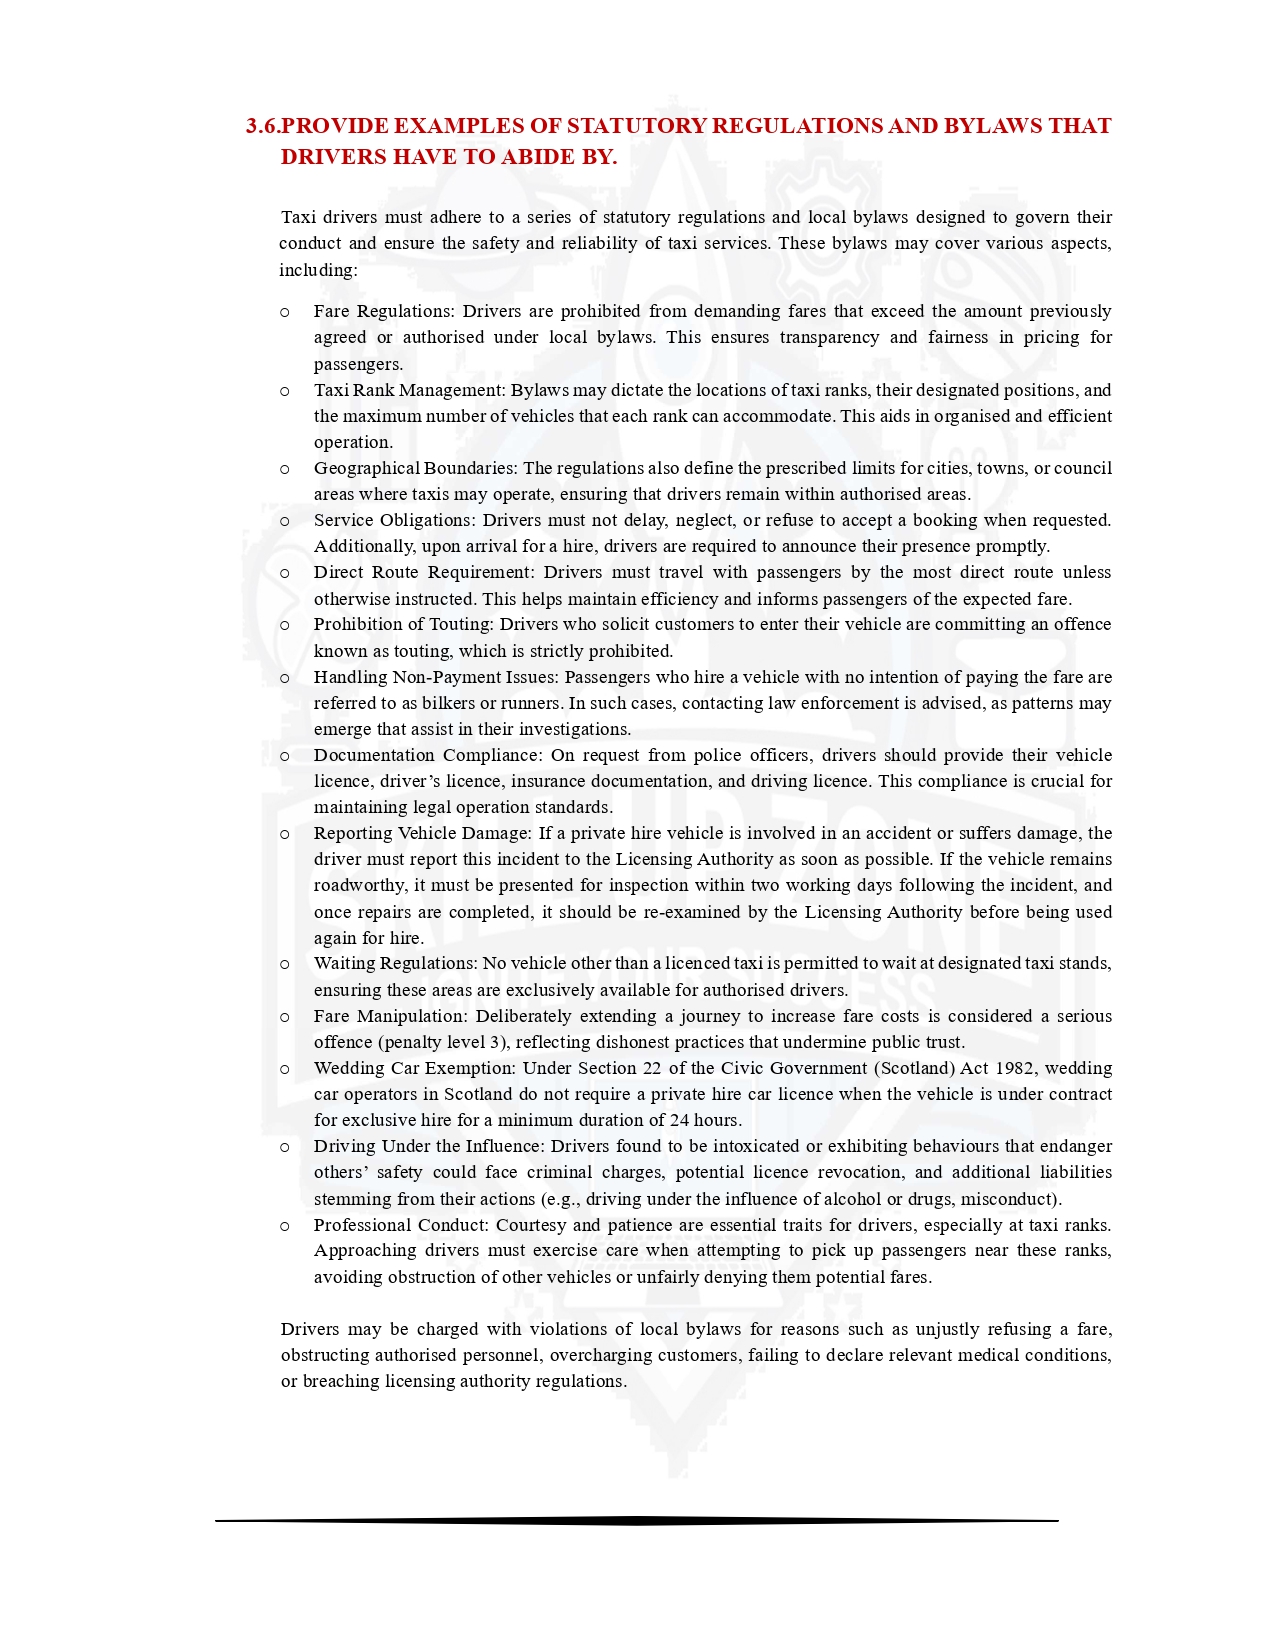 3.6.PROVIDE EXAMPLES OF STATUTORY REGULATIONS AND BYLAWS THAT
DRIVERS HAVE TO ABIDE BY.
Taxi drivers must adhere to a series of statutory regulations and local bylaws designed to govern their
conduct and ensure the safety and reliability of taxi services. These bylaws may cover various aspects,
including:
o Fare Regulations: Drivers are prohibited from demanding fares that exceed the amount previously
agreed or authorised under local bylaws. This ensures transparency and fairness in pricing for
passengers.
o Taxi Rank Management: Bylaws may dictate the locations of taxi ranks, their designated positions, and
the maximum number of vehicles that each rank can accommodate. This aids in organised and efficient
operation.
o Geographical Boundaries: The regulations also define the prescribed limits for cities, towns, or council
areas where taxis may operate, ensuring that drivers remain within authorised areas.
o Service Obligations: Drivers must not delay, neglect, or refuse to accept a booking when requested.
Additionally, upon arrival for a hire, drivers are required to announce their presence promptly.
o Direct Route Requirement: Drivers must travel with passengers by the most direct route unless
otherwise instructed. This helps maintain efficiency and informs passengers of the expected fare.
o Prohibition of Touting: Drivers who solicit customers to enter their vehicle are committing an offence
known as touting, which is strictly prohibited.
o Handling Non-Payment Issues: Passengers who hire a vehicle with no intention of paying the fare are
referred to as bilkers or runners. In such cases, contacting law enforcement is advised, as patterns may
emerge that assist in their investigations.
o Documentation Compliance: On request from police officers, drivers should provide their vehicle
licence, driver’s licence, insurance documentation, and driving licence. This compliance is crucial for
maintaining legal operation standards.
o Reporting Vehicle Damage: If a private hire vehicle is involved in an accident or suffers damage, the
driver must report this incident to the Licensing Authority as soon as possible. If the vehicle remains
roadworthy, it must be presented for inspection within two working days following the incident, and
once repairs are completed, it should be re-examined by the Licensing Authority before being used
again for hire.
o Waiting Regulations: No vehicle other than a licenced taxi is permitted to wait at designated taxi stands,
ensuring these areas are exclusively available for authorised drivers.
o Fare Manipulation: Deliberately extending a journey to increase fare costs is considered a serious
offence (penalty level 3), reflecting dishonest practices that undermine public trust.
o Wedding Car Exemption: Under Section 22 of the Civic Government (Scotland) Act 1982, wedding
car operators in Scotland do not require a private hire car licence when the vehicle is under contract
for exclusive hire for a minimum duration of 24 hours.
o Driving Under the Influence: Drivers found to be intoxicated or exhibiting behaviours that endanger
others’ safety could face criminal charges, potential licence revocation, and additional liabilities
stemming from their actions (e.g., driving under the influence of alcohol or drugs, misconduct).
o Professional Conduct: Courtesy and patience are essential traits for drivers, especially at taxi ranks.
Approaching drivers must exercise care when attempting to pick up passengers near these ranks,
avoiding obstruction of other vehicles or unfairly denying them potential fares.
Drivers may be charged with violations of local bylaws for reasons such as unjustly refusing a fare,
obstructing authorised personnel, overcharging customers, failing to declare relevant medical conditions,
or breaching licensing authority regulations.
SKILL UP ZONE
IGNITE YOUR SUCCESS